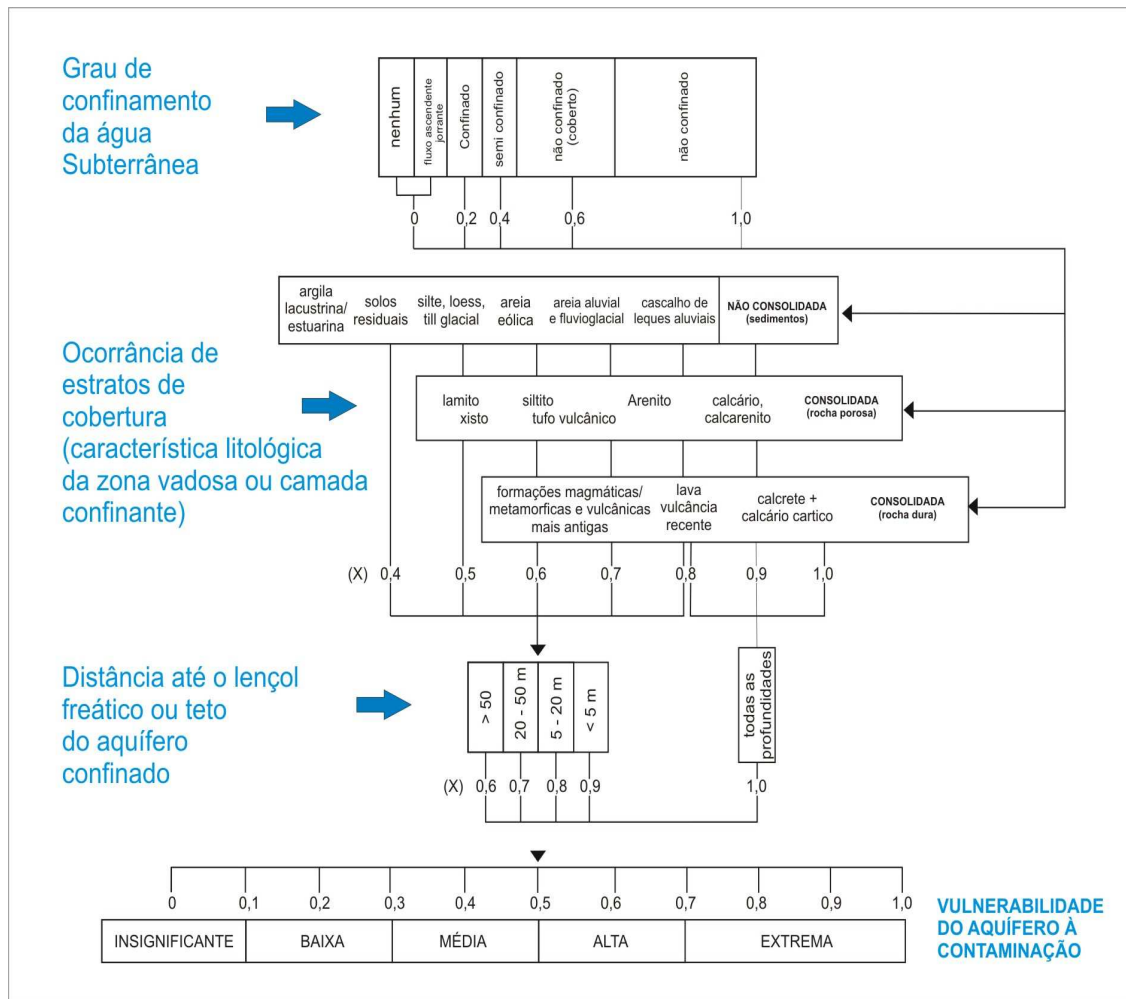 Grau de
confinamento
da água
Subterrânea
nenhum
fluxo ascendente
jorrante
Confinado
semi confinado
não confinado
(coberto)
não confinado
0
0,2
0,4
0,6
1,0
argila
lacustrina/
estuarina
solos
residuais
silte, loess,
till glacial
areia
eólica
areia aluvial
e fluvioglacial
cascalho de
leques aluviais
NÃO CONSOLIDADA
(sedimentos)
Ocorrância de
estratos de
cobertura
(característica litológica
da zona vadosa ou camada
confinante)
lamito
xisto
siltito
tufo vulcânico
Arenito
calcário,
calcarenito
CONSOLIDADA
(rocha porosa)
formações magmáticas/
metamorficas e vulcânicas
mais antigas
lava
vulcância
recente
calcrete +
calcário cartico
CONSOLIDADA
(rocha dura)
(X) 0,4 0,5 0,6 0,7 0,8 0,9 1,0
Distância até o lençol
freático ou teto
do aquífero
confinado
> 50
20 - 50 m
5 - 20 m
< 5 m
todas as
profundidades
(X) 0,6 0,7 0,8 0,9 1,0
0 0,1 0,2 0,3 0,4 0,5 0,6 0,7 0,8 0,9 1,0
INSIGNIFICANTE BAIXA MÉDIA ALTA EXTREMA
VULNERABILIDADE
DO AQUÍFERO À
CONTAMINAÇÃO